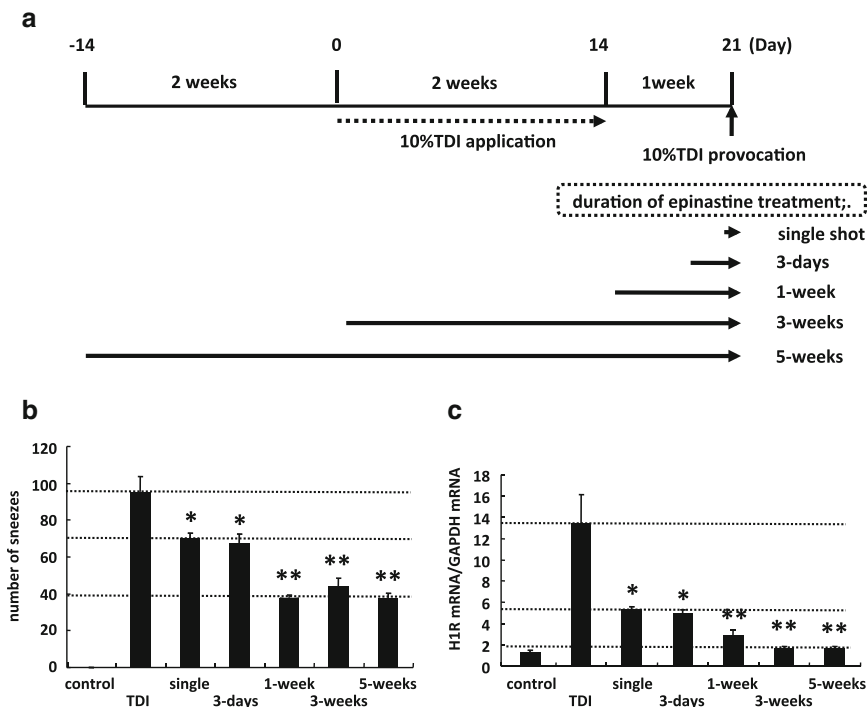 a
-14 0 14 21 (Day)
2 weeks 2 weeks 1week
10%TDI application
10%TDI provocation
duration of epinastine treatment;.
single shot
3-days
1-week
3-weeks
5-weeks
b
120
100
80
60
40
20
0
number of sneezes
* * ** ** **
control single 1-week 5-weeks
TDI 3-days 3-weeks
c
18
16
14
12
10
8
6
4
2
0
H1R mRNA/GAPDH mRNA
* * ** ** **
control single 1-week 5-weeks
TDI 3-days 3-weeks